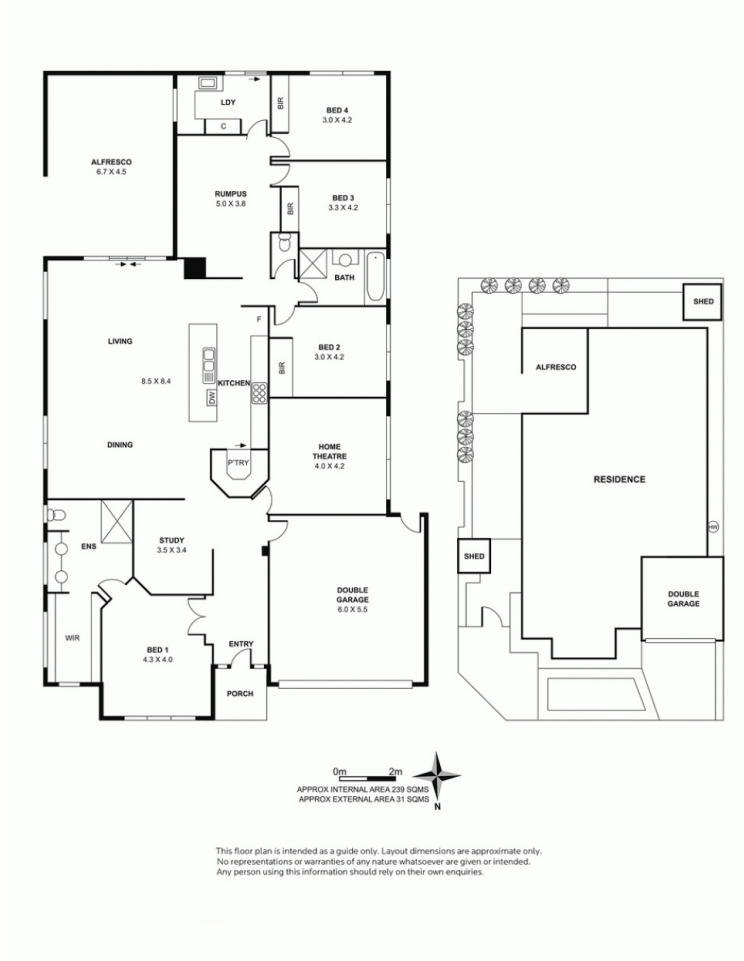 LDY
C
BIR
BED 4
3.0 X 4.2
ALFRESCO
6.7 X 4.5
RUMPUS
5.0 X 3.8
BIR
BED 3
3.3 X 4.2
BATH
F
LIVING
8.5 X 8.4
DINING
KITCHEN
DW
BIR
BED 2
3.0 X 4.2
P'TRY
HOME
THEATRE
4.0 X 4.2
ENS
STUDY
3.5 X 3.4
WIR
BED 1
4.3 X 4.0
ENTRY
PORCH
DOUBLE
GARAGE
6.0 X 5.5
SHED
ALFRESCO
RESIDENCE
HW
SHED
DOUBLE
GARAGE
0m 2m
APPROX INTERNAL AREA 239 SQMS
APPROX EXTERNAL AREA 31 SQMS
N
This floor plan is intended as a guide only. Layout dimensions are approximate only.
No representations or warranties of any nature whatsoever are given or intended.
Any person using this information should rely on their own enquiries.